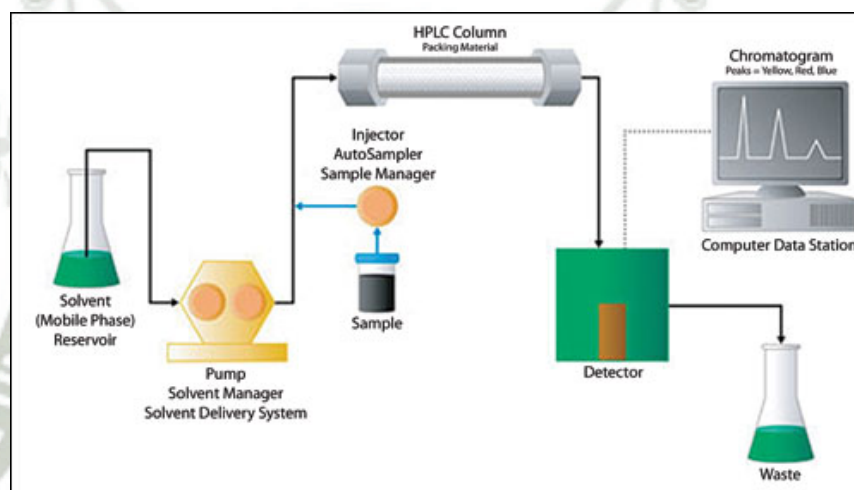 HPLC Column
Packing Material
Chromatogram
Peaks = Yellow, Red, Blue
Injector
AutoSampler
Sample Manager
Solvent
(Mobile Phase)
Reservoir
Sample
Computer Data Station
Pump
Solvent Manager
Solvent Delivery System
Detector
Waste